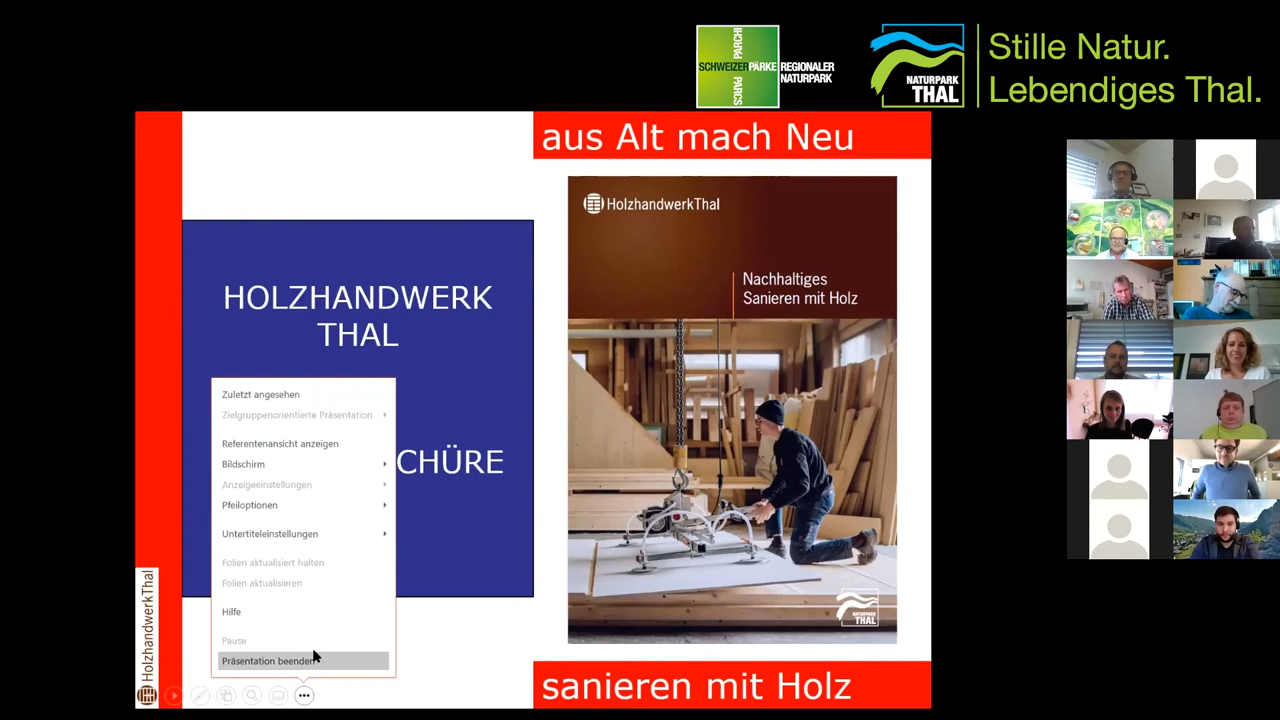 SCHWEIZERPÄRKE
PARCHI
PARCS
REGIONALER
NATURPARK
NATURPARK
THAL
Stille Natur.
Lebendiges Thal.
aus Alt mach Neu
HolzhandwerkThal
Nachhaltiges
Sanieren mit Holz
HOLZHANDWERK
THAL
CHÜRE
Zuletzt angesehen
Zielgruppenorientierte Präsentation
Referentenansicht anzeigen
Bildschirm
Anzeigeeinstellungen
Pfeiloptionen
Untertiteleinstellungen
Folien aktualisiert halten
Folien aktualisieren
Hilfe
Pause
Präsentation beenden
HolzhandwerkThal
NATURPARK
THAL
sanieren mit Holz